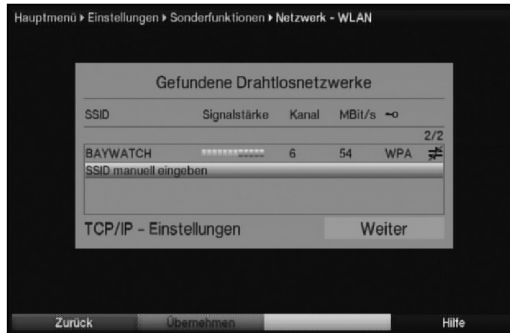 Hauptmenü ▸ Einstellungen ▸ Sonderfunktionen ▸ Netzwerk - WLAN
Gefundene Drahtlosnetzwerke
SSID Signalstärke Kanal MBit/s
2/2
BAYWATCH 6 54 WPA
SSID manuell eingeben
TCP/IP - Einstellungen Weiter
Zurück Übernehmen Hilfe